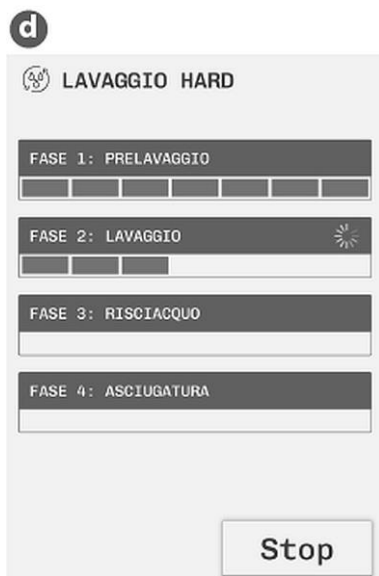 d
LAVAGGIO HARD
FASE 1: PRELAVAGGIO
FASE 2: LAVAGGIO
FASE 3: RISCIACQUO
FASE 4: ASCIUGATURA
Stop